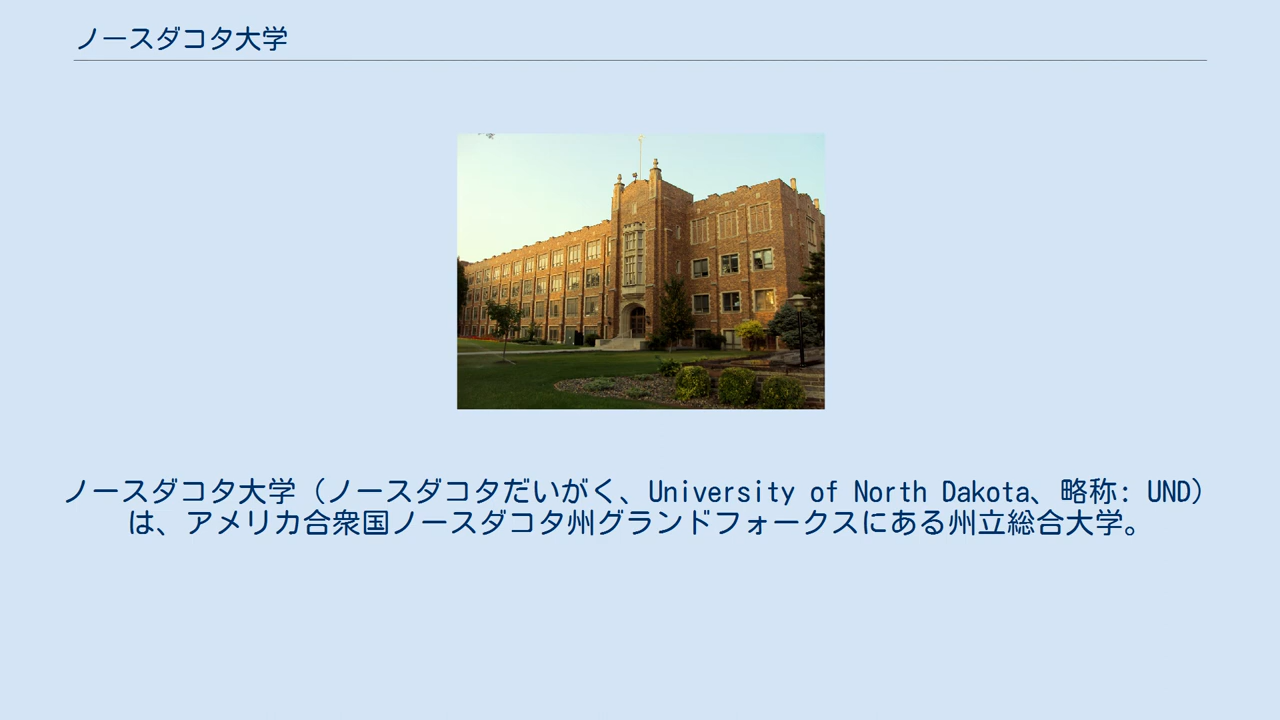 ノースダコタ大学
ノースダコタ大学（ノースダコタだいがく、University of North Dakota、略称: UND）
は、アメリカ合衆国ノースダコタ州グランドフォークスにある州立総合大学。